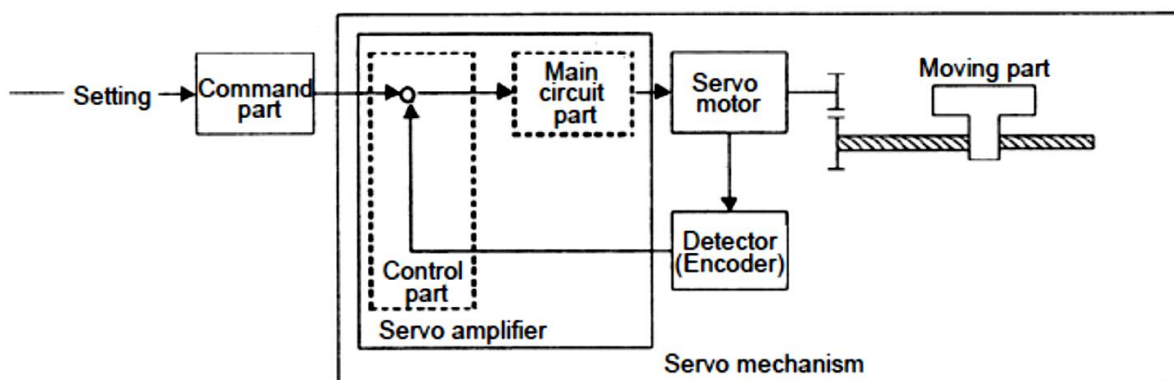 Setting
Command
part
Main
circuit
part
Servo
motor
Moving part
Detector
(Encoder)
Control
part
Servo amplifier
Servo mechanism